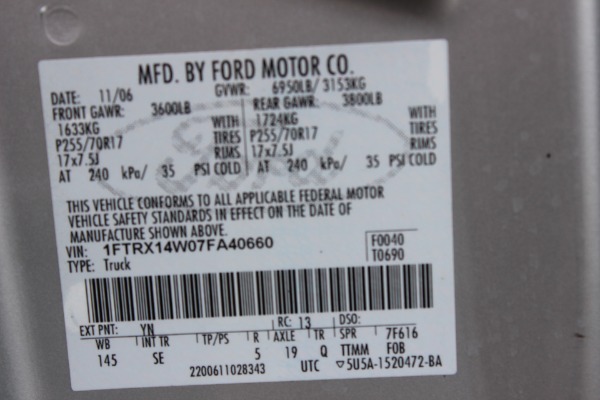 MFD. BY FORD MOTOR CO.
DATE: 11/06 GVWR: 6950LB/ 3153KG
FRONT GAWR: 3600LB REAR GAWR: 3800LB
1633KG WITH 1724KG WITH
P255/70R17 TIRES P255/70R17 TIRES
17x7.5J RIMS 17x7.5J RIMS
AT 240 kPa/ 35 PSI COLD AT 240 kPa/ 35 PSI COLD
THIS VEHICLE CONFORMS TO ALL APPLICABLE FEDERAL MOTOR
VEHICLE SAFETY STANDARDS IN EFFECT ON THE DATE OF
MANUFACTURE SHOWN ABOVE.
VIN: 1FTRX14W07FA40660 F0040
TYPE: Truck T0690
EXT PNT: YN RC: 13 DSO:
WB INT TR TP/PS R AXLE TR SPR 7F616
145 SE 5 19 Q TTMM FOB
2200611028343 UTC ▽5U5A-1520472-BA